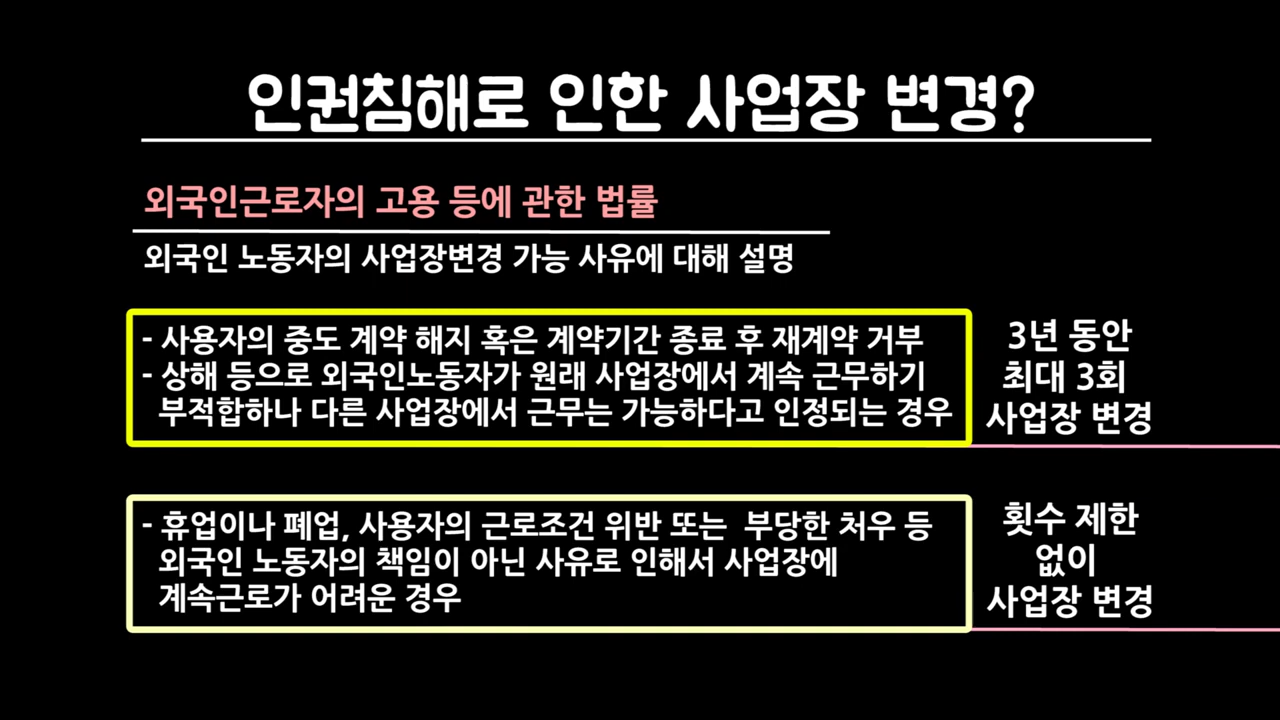 인권침해로 인한 사업장 변경?
외국인근로자의 고용 등에 관한 법률
외국인 노동자의 사업장변경 가능 사유에 대해 설명
- 사용자의 중도 계약 해지 혹은 계약기간 종료 후 재계약 거부
- 상해 등으로 외국인노동자가 원래 사업장에서 계속 근무하기
부적합하나 다른 사업장에서 근무는 가능하다고 인정되는 경우
3년 동안
최대 3회
사업장 변경
- 휴업이나 폐업, 사용자의 근로조건 위반 또는 부당한 처우 등
외국인 노동자의 책임이 아닌 사유로 인해서 사업장에
계속근로가 어려운 경우
횟수 제한
없이
사업장 변경